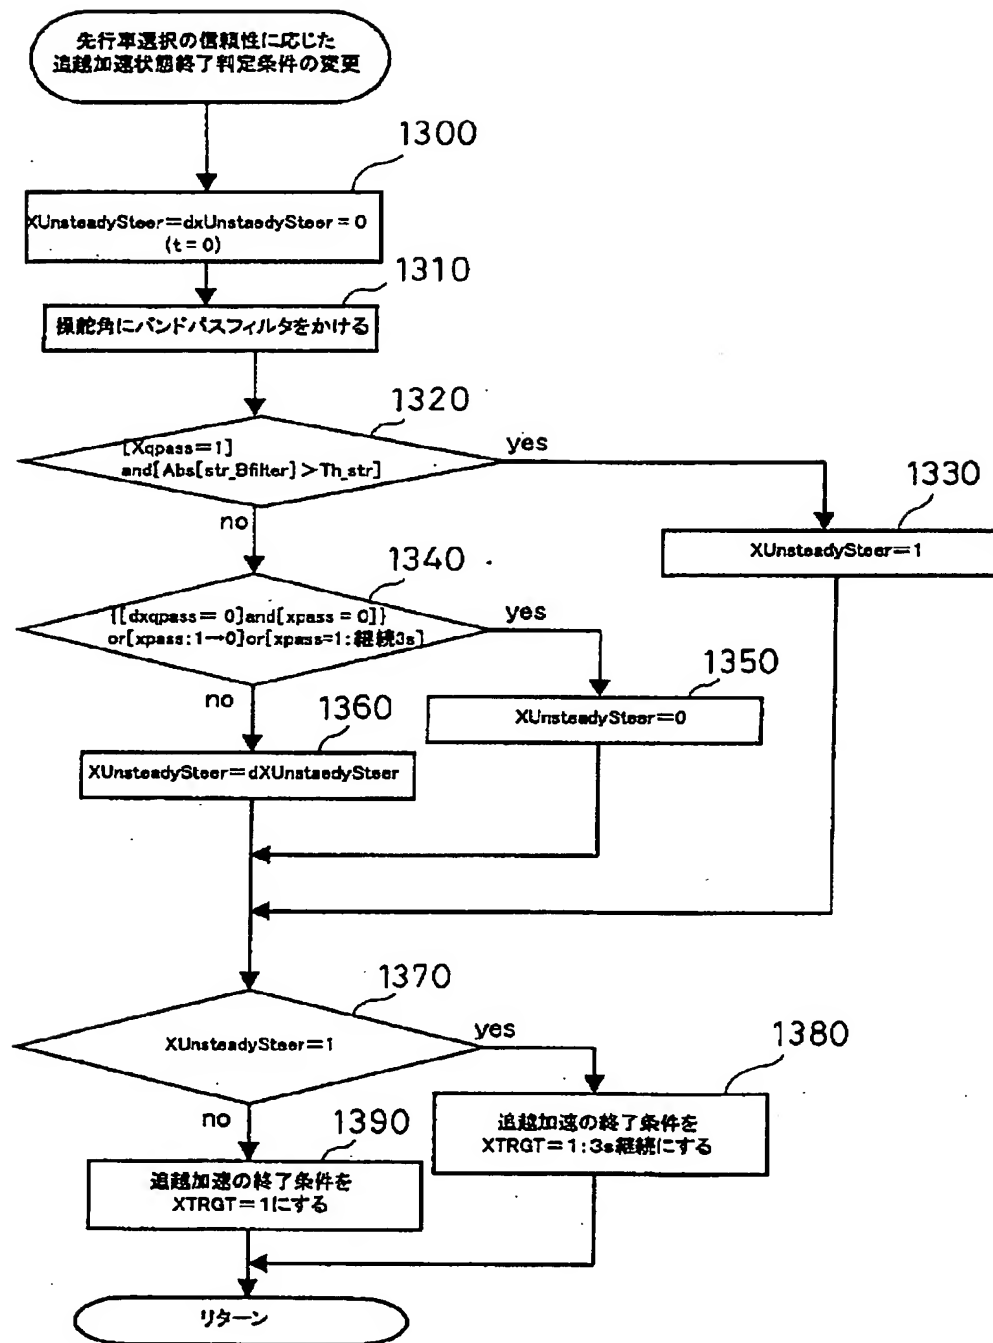 先行車選択の信頼性に応じた
追越加速状態終了判定条件の変更
1300
XUnsteadySteer=dxUnstaedySteer=0
(t=0)
1310
操舵角にバンドパスフィルタをかける
1320
[Xqpass=1]
and[Abs[str_Bfilter}>Th_str]
yes
no
1330
XUnsteadySteer=1
1340
{[dxqpass=0]and[xpass=0]}
or[xpass:1→0]or[xpass=1:継続3s]
yes
no
1350
XUnsteadySteer=0
1360
XUnsteadySteer=dXUnstaedySteer
1370
XUnsteadySteer=1
yes
no
1380
追越加速の終了条件を
XTRGT=1:3s継続にする
1390
追越加速の終了条件を
XTRGT=1にする
リターン